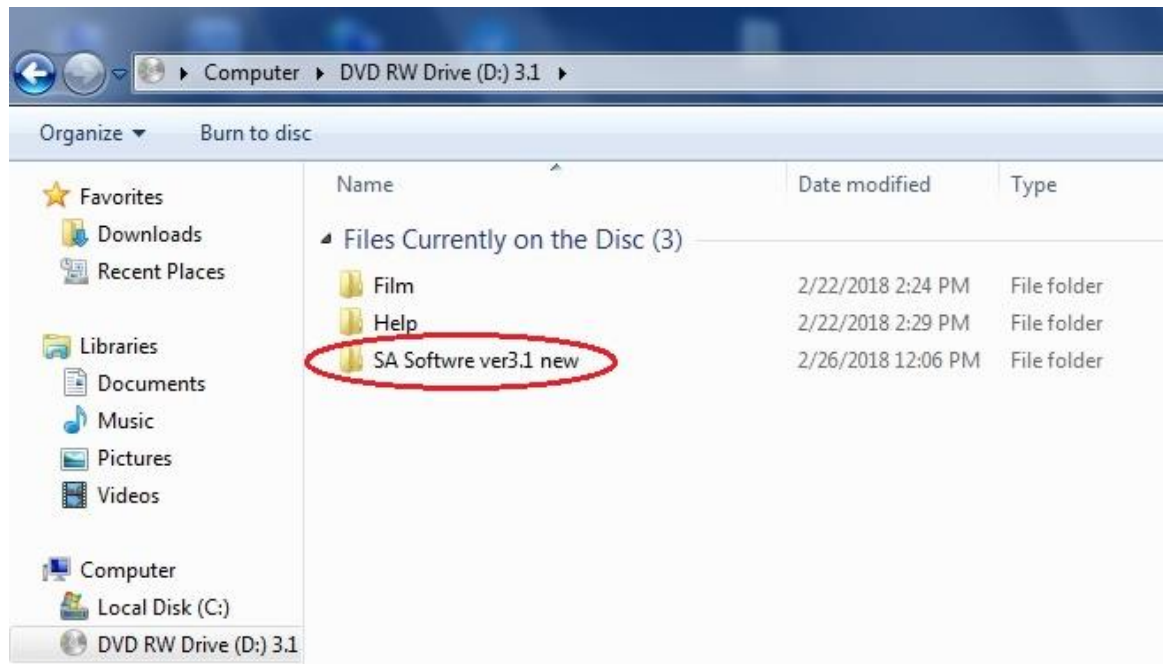 Computer DVD RW Drive (D:) 3.1
Organize Burn to disc
Favorites
Downloads
Recent Places
Libraries
Documents
Music
Pictures
Videos
Computer
Local Disk (C:)
DVD RW Drive (D:) 3.1
Name Date modified Type
Files Currently on the Disc (3)
Film 2/22/2018 2:24 PM File folder
Help 2/22/2018 2:29 PM File folder
SA Softwre ver3.1 new 2/26/2018 12:06 PM File folder